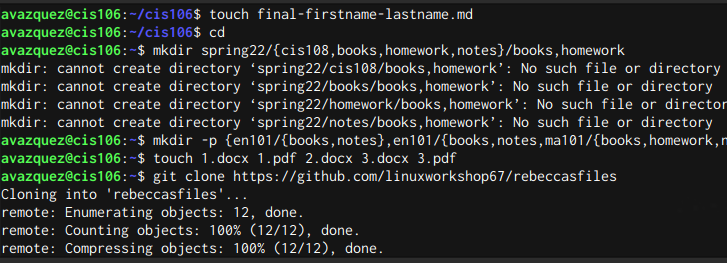 avazquez@cis106:~/cis106$ touch final-firstname-lastname.md
avazquez@cis106:~/cis106$ cd
avazquez@cis106:~$ mkdir spring22/{cis108,books,homework,notes}/books,homework
mkdir: cannot create directory ‘spring22/cis108/books,homework’: No such file or directory
mkdir: cannot create directory ‘spring22/books/books,homework’: No such file or directory
mkdir: cannot create directory ‘spring22/homework/books,homework’: No such file or director
mkdir: cannot create directory ‘spring22/notes/books,homework’: No such file or directory
avazquez@cis106:~$ mkdir -p {en101/{books,notes},en101/{books,notes,ma101/{books,homework,n
avazquez@cis106:~$ touch 1.docx 1.pdf 2.docx 3.docx 3.pdf
avazquez@cis106:~$ git clone https://github.com/linuxworkshop67/rebeccasfiles
Cloning into 'rebeccasfiles'...
remote: Enumerating objects: 12, done.
remote: Counting objects: 100% (12/12), done.
remote: Compressing objects: 100% (12/12), done.